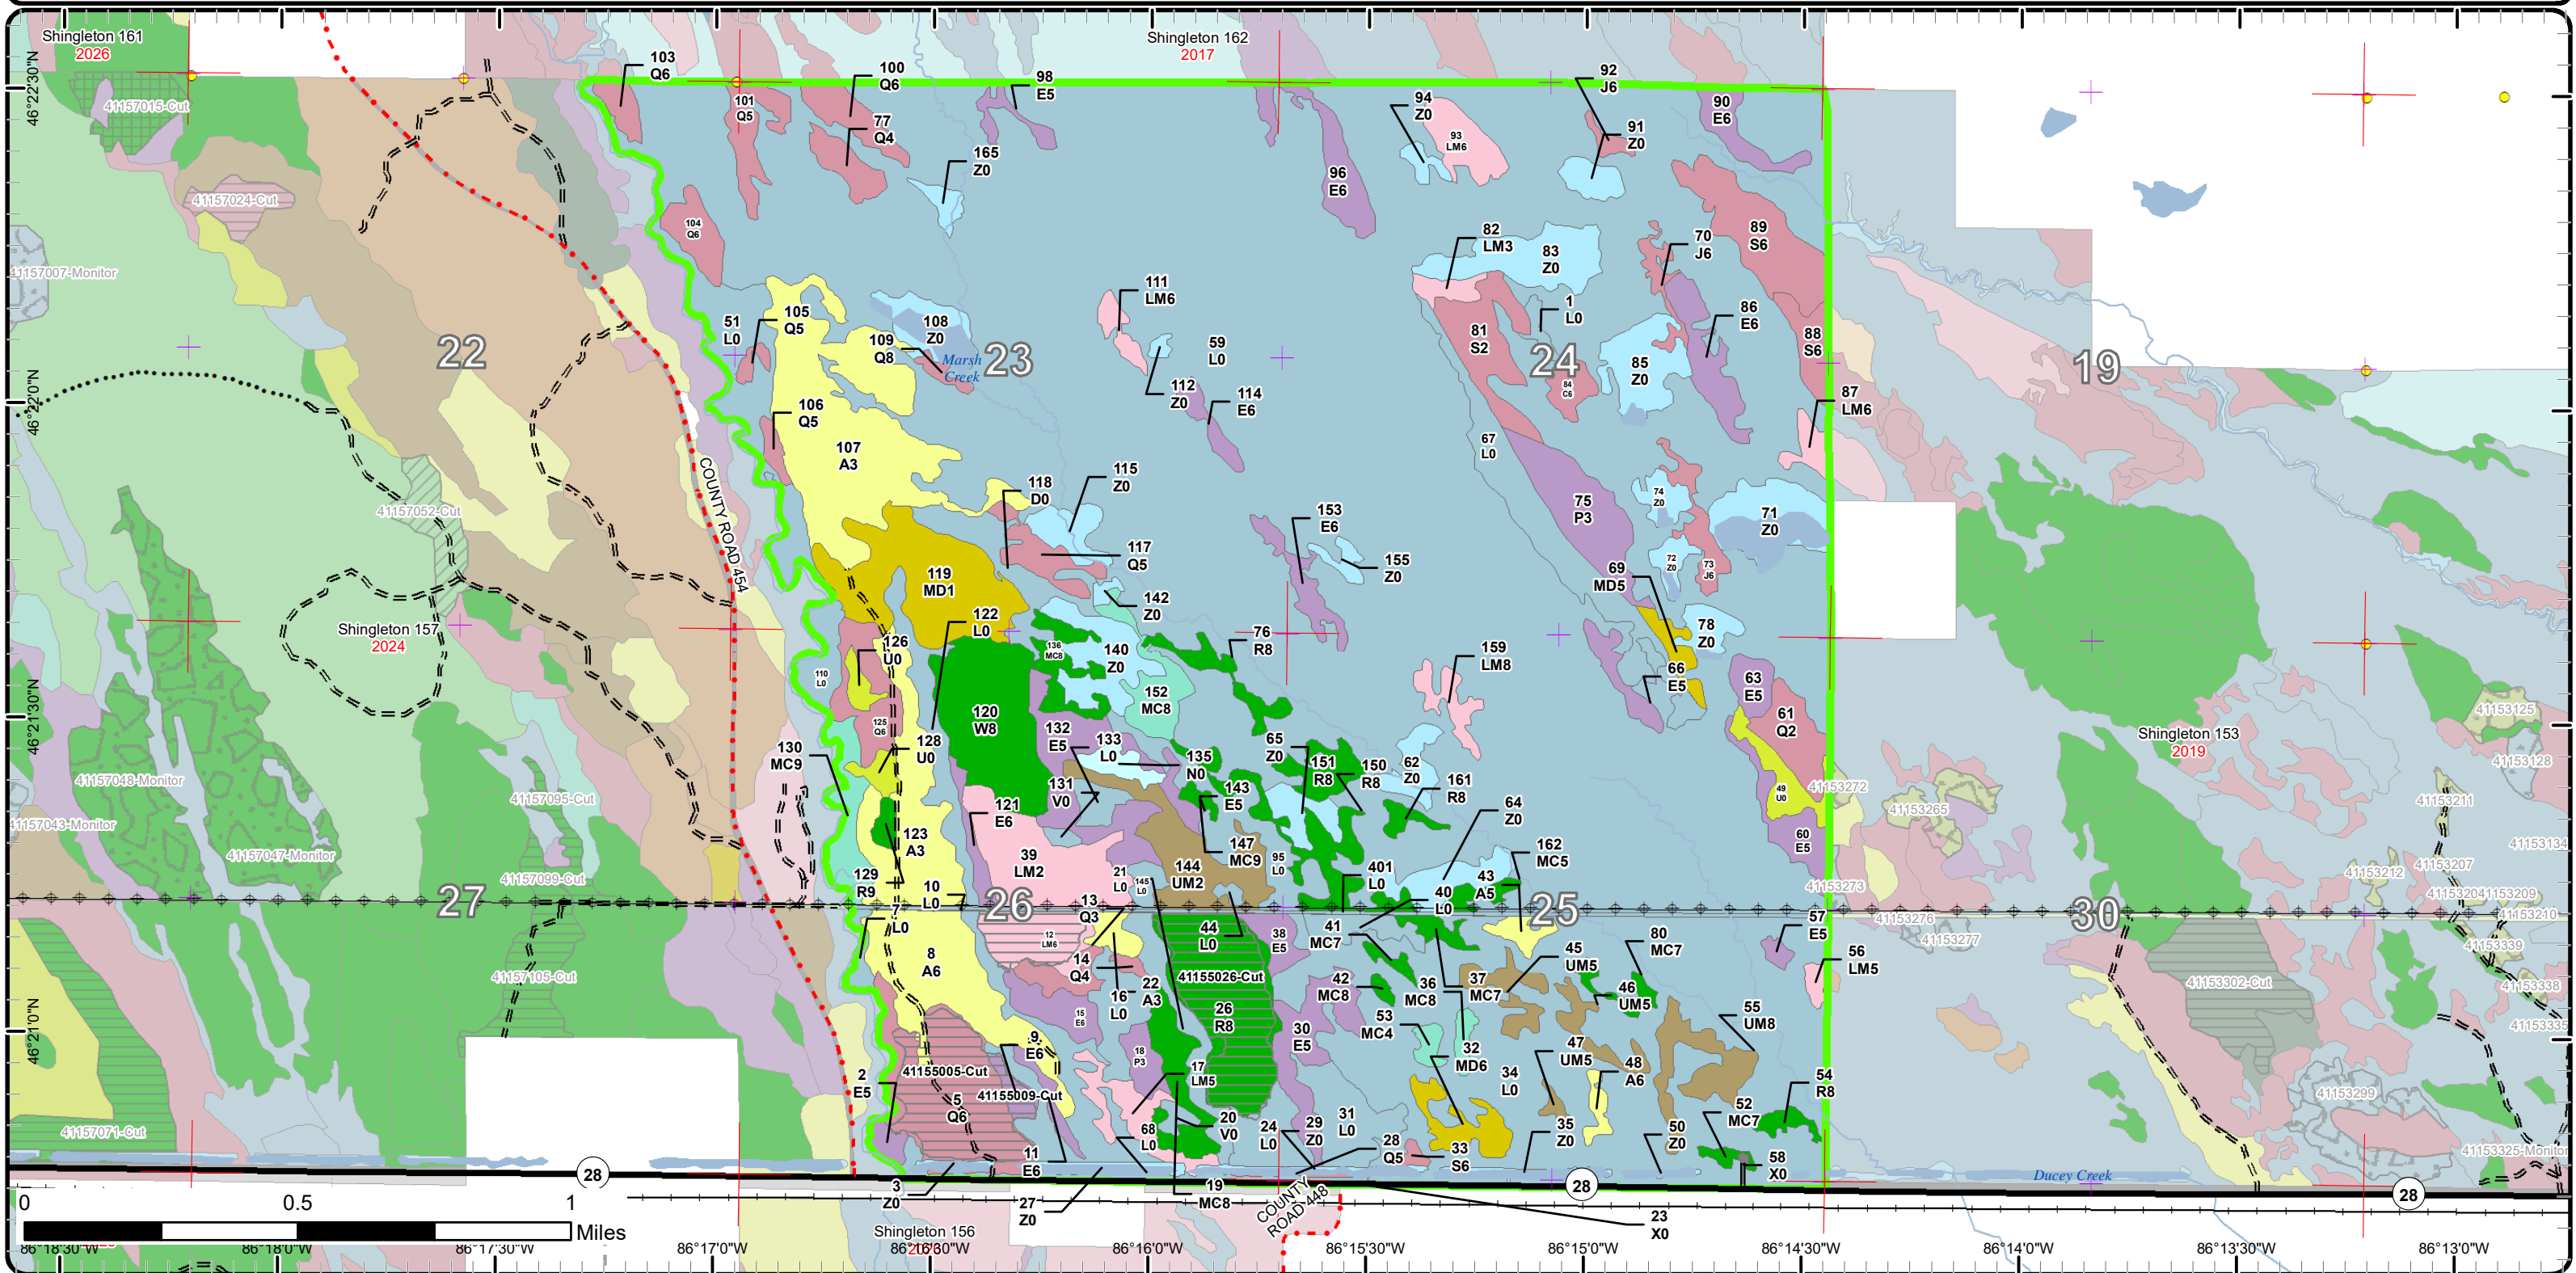 Shingleton 161
2026
Shingleton 162
2017
46°22'30"N
41157015-Cut
103
Q6
101
Q5
100
Q6
77
Q4
98
E5
165
Z0
94
Z0
93
LM6
92
J6
91
Z0
90
E6
96
E6
41157024-Cut
104
Q6
89
S6
82
LM3
83
Z0
70
J6
41157007-Monitor
111
LM6
1
L0
51
L0
105
Q5
108
Z0
109
Q8
Marsh
Creek
86
E6
88
S6
22
23
59
L0
81
S2
24
84
C6
85
Z0
19
46°22'0"N
106
Q5
112
Z0
114
E6
87
LM6
107
A3
67
L0
COUNTY ROAD 454
118
D0
115
Z0
41157052-Cut
153
E6
75
P3
74
Z0
71
Z0
117
Q5
155
Z0
72
Z0
73
J6
119
MD1
69
MD5
142
Z0
122
L0
Shingleton 157
2024
126
U0
136
MC8
140
Z0
76
R8
78
Z0
159
LM8
66
E5
110
L0
152
MC8
63
E5
46°21'30"N
120
W8
125
Q6
61
Q2
41153125
Shingleton 153
2019
132
E5
133
L0
130
MC9
128
U0
135
N0
65
Z0
151
R8
150
R8
62
Z0
161
R8
41157048-Monitor
131
V0
143
E5
49
U0
41153272
41153128
41157095-Cut
121
E6
64
Z0
41153265
41153211
41157043-Monitor
123
A3
60
E5
41153134
41157047-Monitor
39
LM2
147
MC9
95
L0
162
MC5
144
UM2
21
L0
145
L0
41153207
41153212
41157099-Cut
129
R9
10
L0
401
L0
43
A5
41153273
41153204
41153209
27
26
25
30
7
L0
13
Q3
40
L0
57
E5
41153276
41153210
12
LM6
44
L0
38
E5
41
MC7
80
MC7
41153277
41153339
8
A6
14
Q4
45
UM5
56
LM5
41157105-Cut
41155026-Cut
22
A3
42
MC8
36
MC8
37
MC7
46
UM5
41153302-Cut
41153338
16
L0
15
E6
26
R8
30
E5
53
MC4
55
UM8
41153335
46°21'0"N
9
E6
18
P3
32
MD6
47
UM5
48
A6
2
E5
41155005-Cut
17
LM5
34
L0
54
R8
5
Q6
41155009-Cut
41153299
41157071-Cut
20
V0
68
L0
24
L0
29
Z0
31
L0
28
Q5
35
Z0
50
Z0
52
MC7
41153325-Monitor
11
E6
33
S6
58
X0
28
28
28
Ducey Creek
3
Z0
27
Z0
19
MC8
COUNTY
ROAD 448
23
X0
0
0.5
1
Miles
Shingleton 156
86°18'30"W
86°18'0"W
86°17'30"W
86°17'0"W
86°16'30"W
86°16'0"W
86°15'30"W
86°15'0"W
86°14'30"W
86°14'0"W
86°13'30"W
86°13'0"W